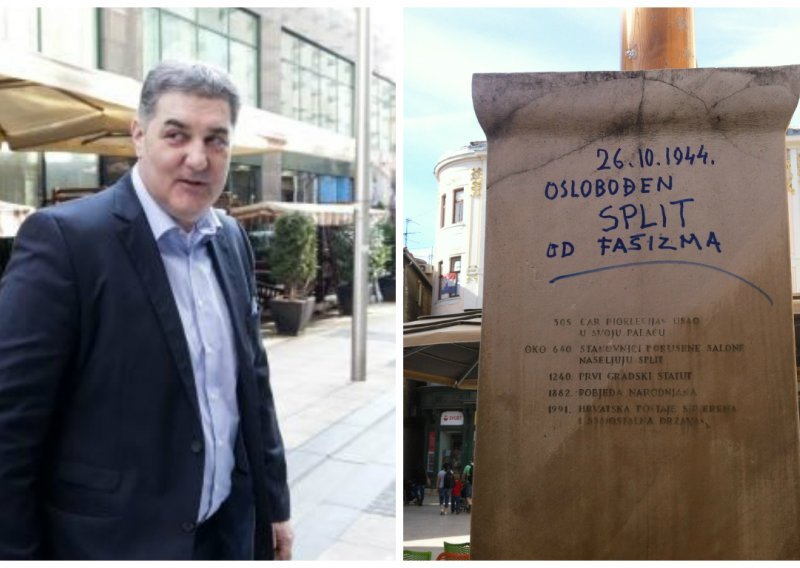 26.10.1944.
OSLOBOĐEN
SPLIT
OD FAŠIZMA
305 CAR DIOKLECIJAN UŠAO
U SVOJU PALAČU
OKO 640 STANOVNICI PORUŠENE SALONE
NASELJUJU SPLIT
1240. PRVI GRADSKI STATUT
1882. POBJEDA NARODNJAKA
1991. HRVATSKA POSTAJE SUVERENA
I SAMOSTALNA DRŽAVA